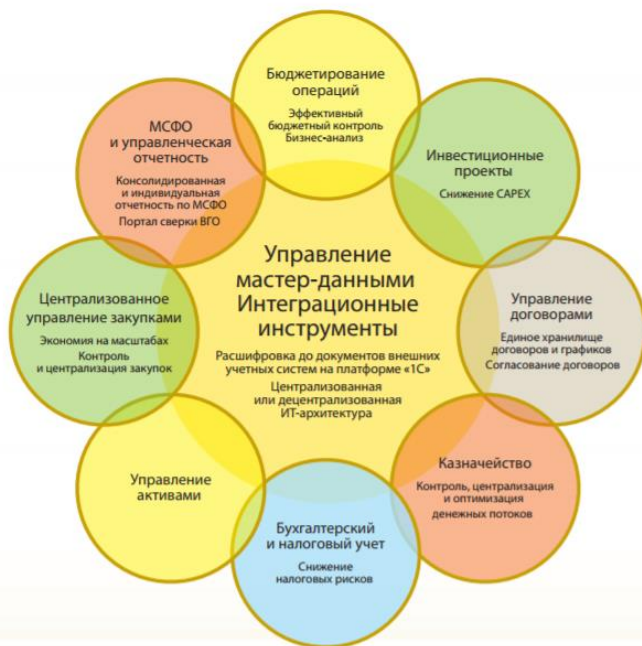 Бюджетирование
операций
Эффективный
бюджетный контроль
Бизнес-анализ
МСФО
и управленческая
отчетность
Консолидированная
и индивидуальная
отчетность по МСФО
Портал сверки ВГО
Инвестиционные
проекты
Снижение CAPEX
Управление
мастер-данными
Интеграционные
инструменты
Расшифровка до документов внешних
учетных систем на платформе «1С»
Централизованная
или децентрализованная
ИТ-архитектура
Централизованное
управление закупками
Экономия на масштабах
Контроль
и централизация закупок
Управление
договорами
Единое хранилище
договоров и графиков
Согласование договоров
Управление
активами
Казначейство
Контроль, централизация
и оптимизация
денежных потоков
Бухгалтерский
и налоговый учет
Снижение
налоговых рисков